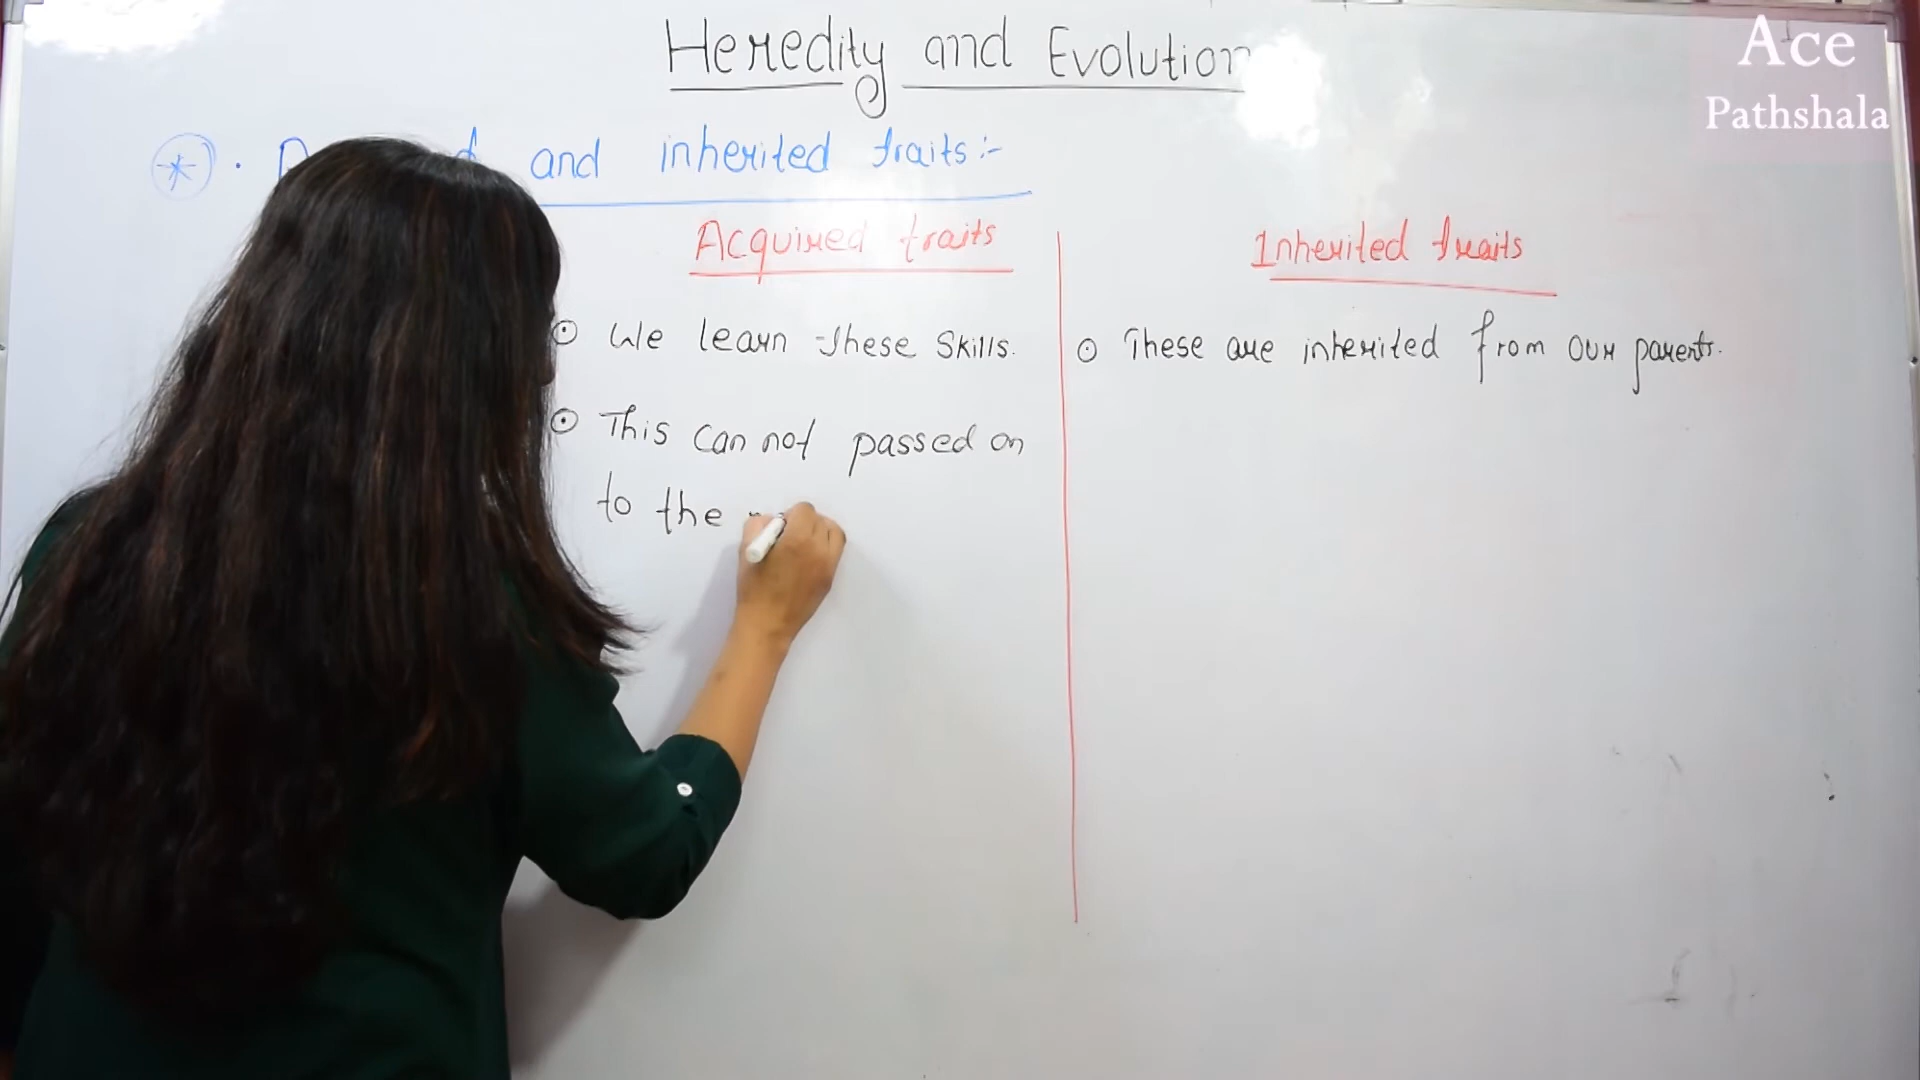 Heredity and Evolution
Ace
Pathshala
and inherited traits:-
Acquired traits
Inherited traits
We learn these skills.
These are inherited from our parents.
This can not passed on
to the